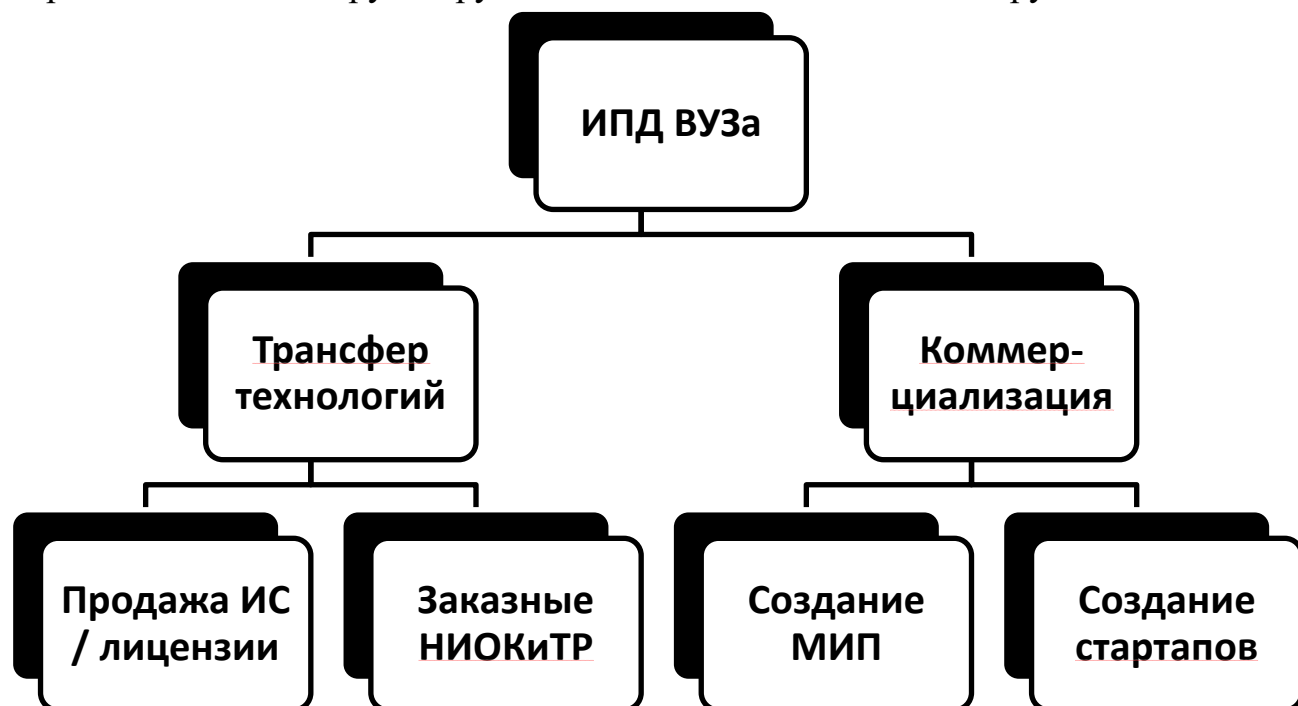 ИПД ВУЗа
Трансфер
технологий
Коммер-
циализация
Продажа ИС
/ лицензии
Заказные
НИОКиТР
Создание
МИП
Создание
стартапов